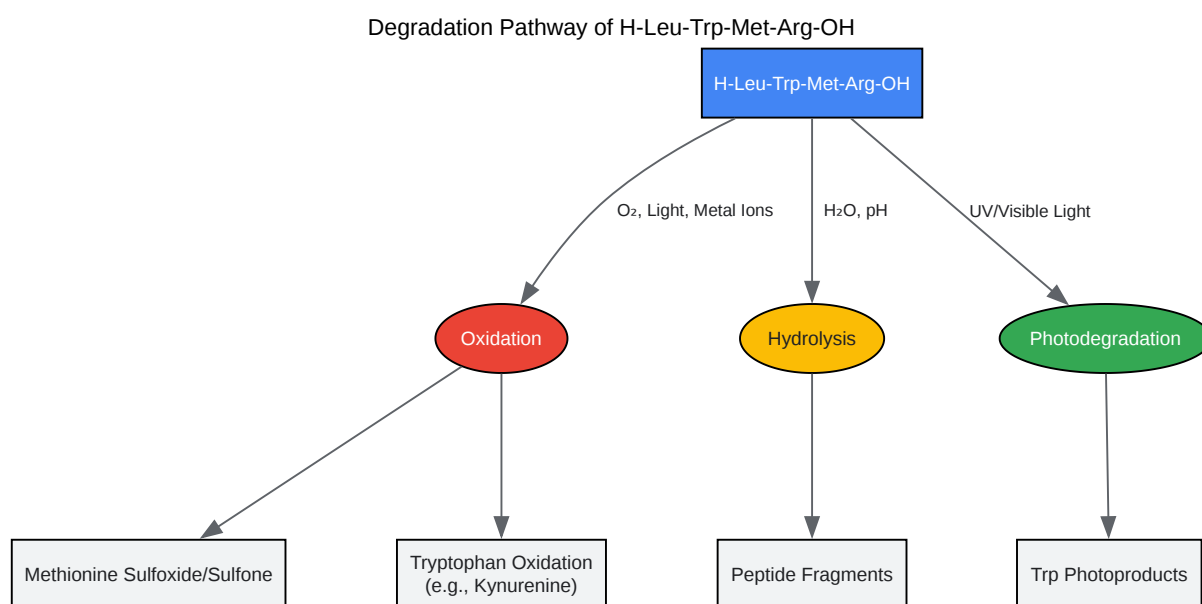 Degradation Pathway of H-Leu-Trp-Met-Arg-OH
H-Leu-Trp-Met-Arg-OH
O₂, Light, Metal Ions
H₂O, pH
UV/Visible Light
Oxidation
Hydrolysis
Photodegradation
Methionine Sulfoxide/Sulfone
Tryptophan Oxidation
(e.g., Kynurenine)
Peptide Fragments
Trp Photoproducts